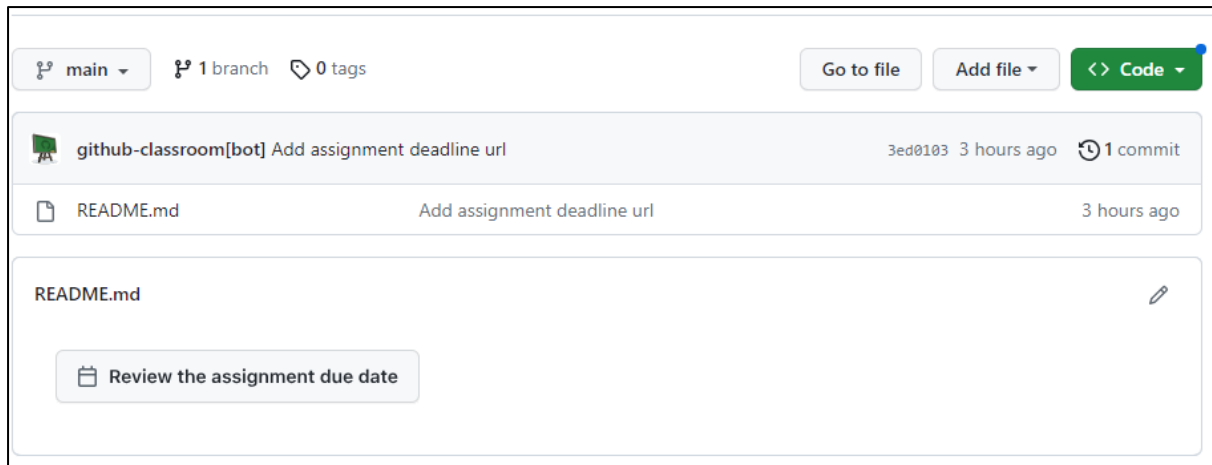 main 1 branch 0 tags Go to file Add file <> Code
github-classroom[bot] Add assignment deadline url 3ed0103 3 hours ago 1 commit
README.md Add assignment deadline url 3 hours ago
README.md
Review the assignment due date